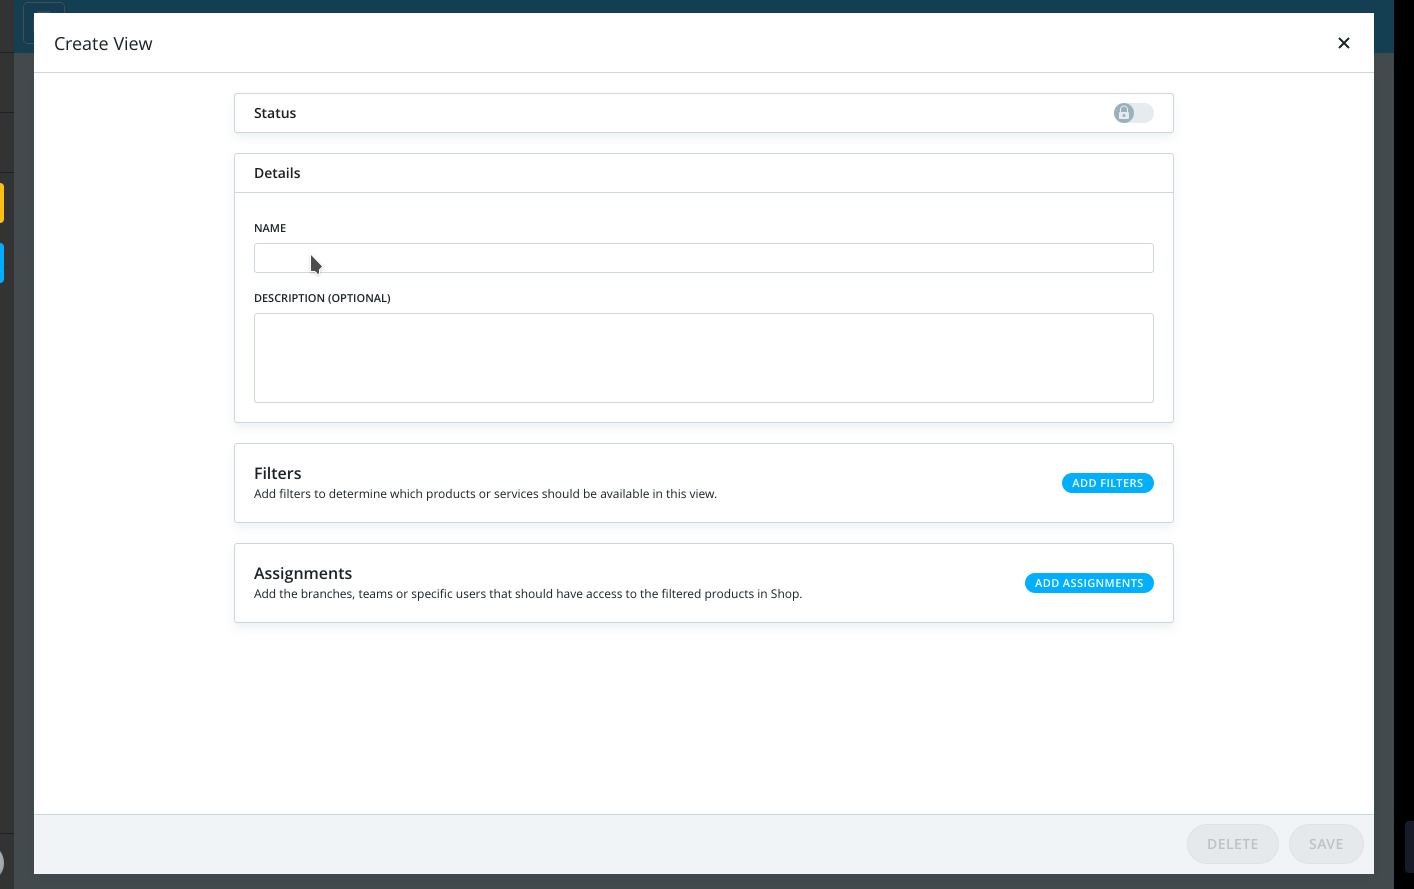 Create View
Status
Details
NAME
DESCRIPTION (OPTIONAL)
Filters
Add filters to determine which products or services should be available in this view.
ADD FILTERS
Assignments
Add the branches, teams or specific users that should have access to the filtered products in Shop.
ADD ASSIGNMENTS
DELETE
SAVE